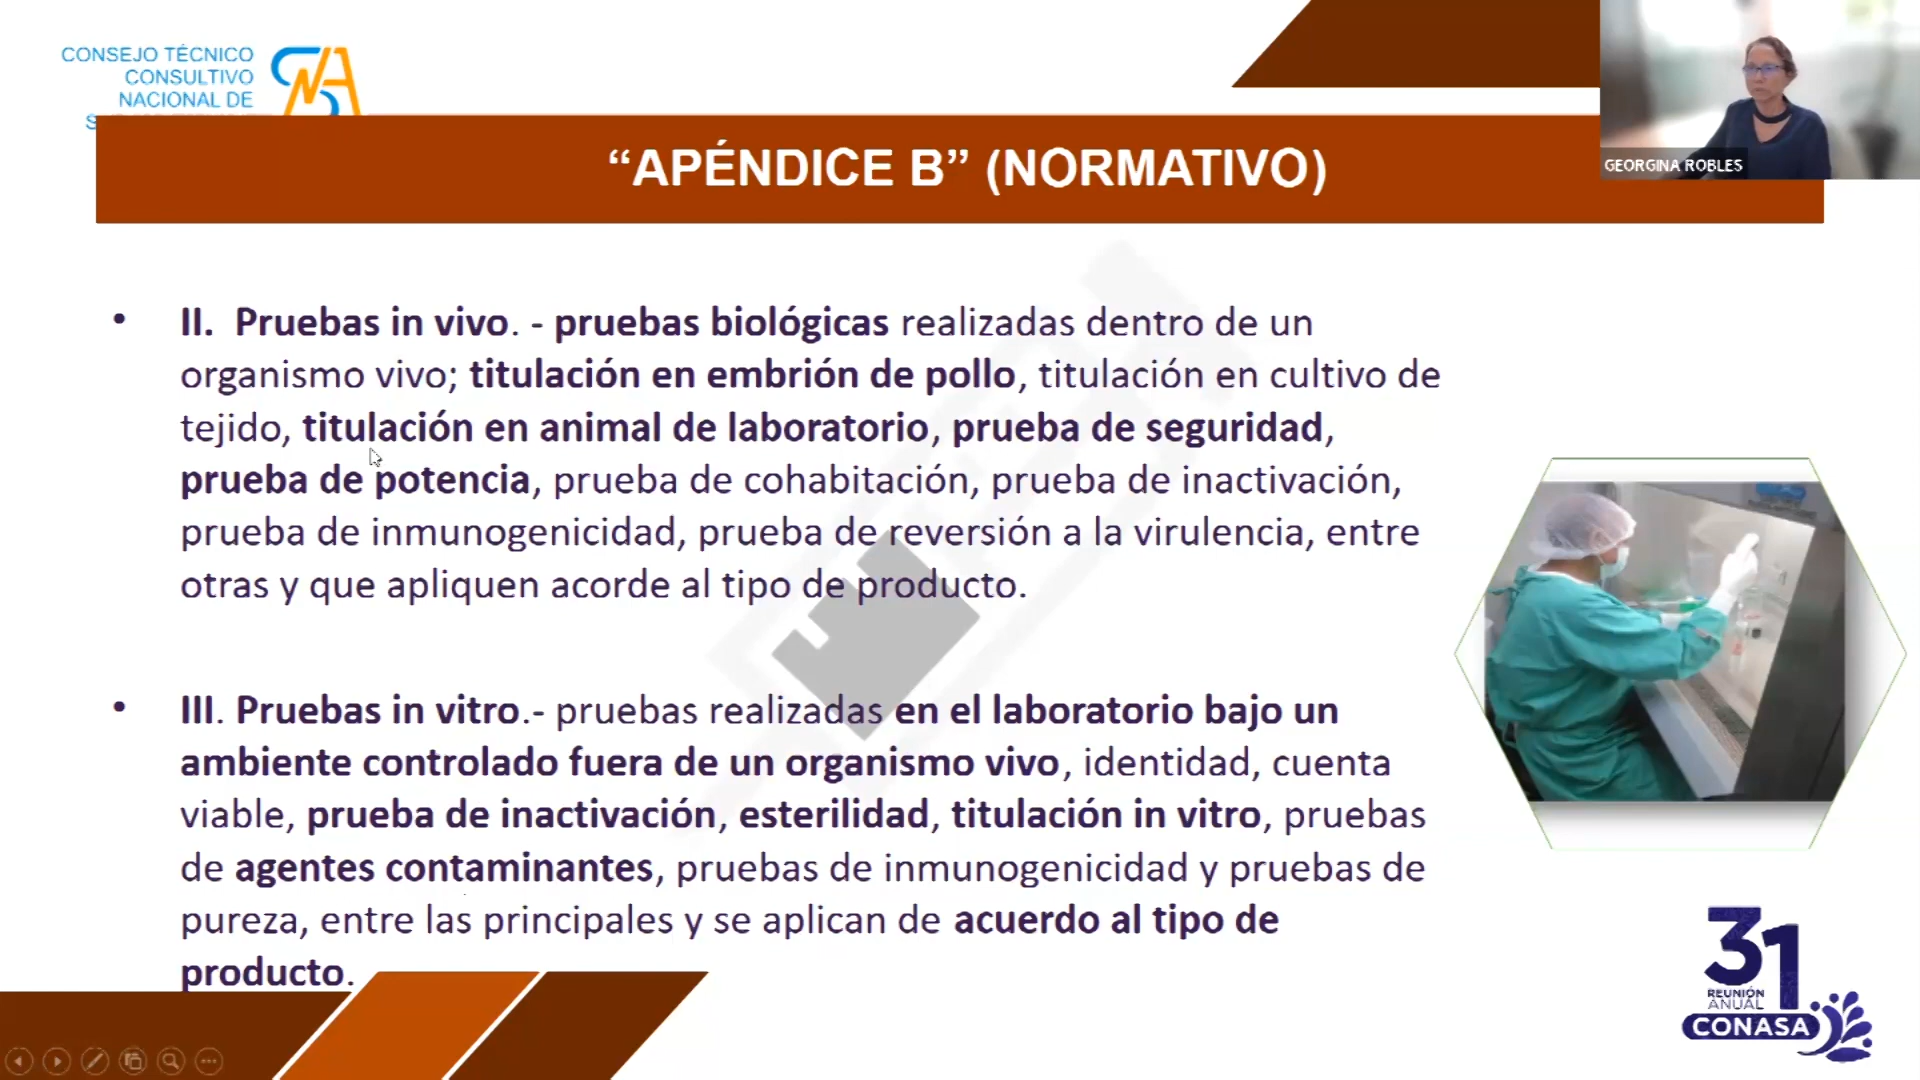 CONSEJO TÉCNICO
CONSULTIVO
NACIONAL DE
“APÉNDICE B” (NORMATIVO)
GEORGINA ROBLES
• II. Pruebas in vivo. - pruebas biológicas realizadas dentro de un
organismo vivo; titulación en embrión de pollo, titulación en cultivo de
tejido, titulación en animal de laboratorio, prueba de seguridad,
prueba de potencia, prueba de cohabitación, prueba de inactivación,
prueba de inmunogenicidad, prueba de reversión a la virulencia, entre
otras y que apliquen acorde al tipo de producto.
• III. Pruebas in vitro.- pruebas realizadas en el laboratorio bajo un
ambiente controlado fuera de un organismo vivo, identidad, cuenta
viable, prueba de inactivación, esterilidad, titulación in vitro, pruebas
de agentes contaminantes, pruebas de inmunogenicidad y pruebas de
pureza, entre las principales y se aplican de acuerdo al tipo de
producto.
31
REUNIÓN
ANUAL
CONASA